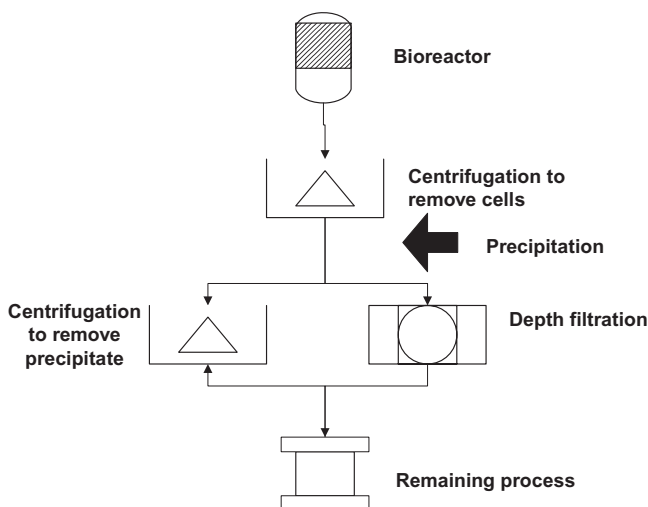 Bioreactor
Centrifugation to
remove cells
Precipitation
Centrifugation
to remove
precipitate
Depth filtration
Remaining process